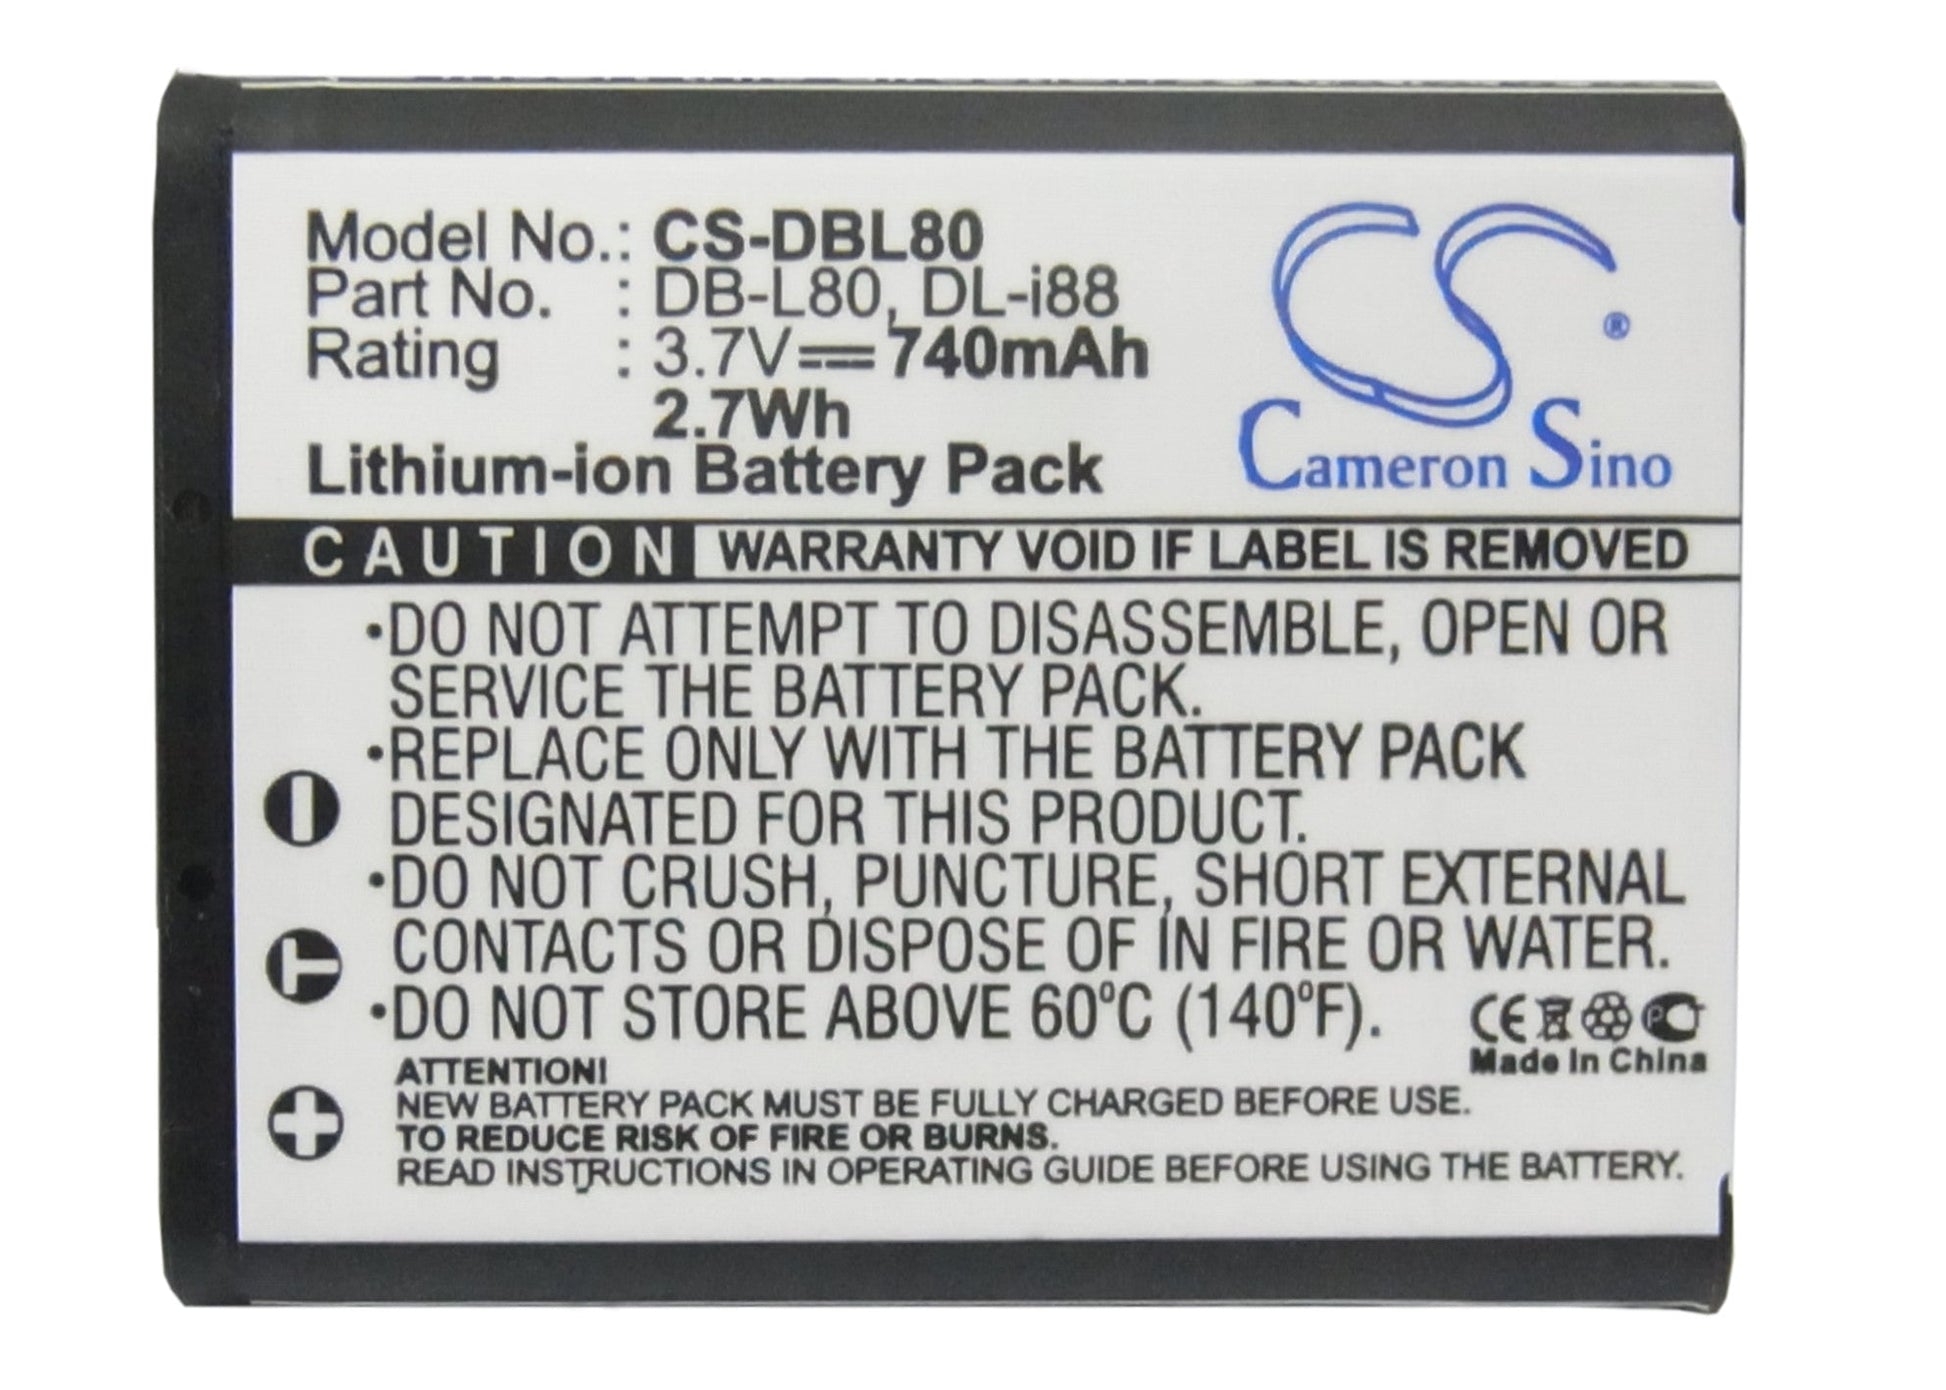 Model No.: CS-DBL80
Part No. : DB-L80, DL-i88
Rating : 3.7V 740mAh
2.7Wh
Lithium-ion Battery Pack
CS ®
Cameron Sino
CAUTION WARRANTY VOID IF LABEL IS REMOVED
•DO NOT ATTEMPT TO DISASSEMBLE, OPEN OR
SERVICE THE BATTERY PACK.
•REPLACE ONLY WITH THE BATTERY PACK
DESIGNATED FOR THIS PRODUCT.
•DO NOT CRUSH, PUNCTURE, SHORT EXTERNAL
CONTACTS OR DISPOSE OF IN FIRE OR WATER.
•DO NOT STORE ABOVE 60ºC (140ºF).
CE
Made In China
T
ATTENTION!
NEW BATTERY PACK MUST BE FULLY CHARGED BEFORE USE.
TO REDUCE RISK OF FIRE OR BURNS.
READ INSTRUCTIONS IN OPERATING GUIDE BEFORE USING THE BATTERY.